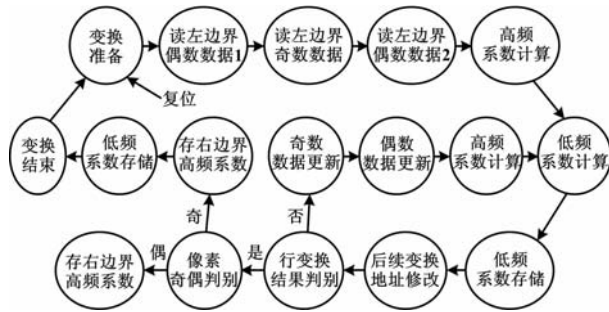 变换
准备
读左边界
偶数数据1
读左边界
奇数数据
读左边界
偶数数据2
高频
系数计算
复位
变换
结束
低频
系数存储
存右边界
高频系数
奇数
数据更新
偶数
数据更新
高频
系数计算
低频
系数计算
奇
否
存右边界
高频系数
偶
像素
奇偶判别
是
行变换
结果判别
后续变换
地址修改
低频
系数存储